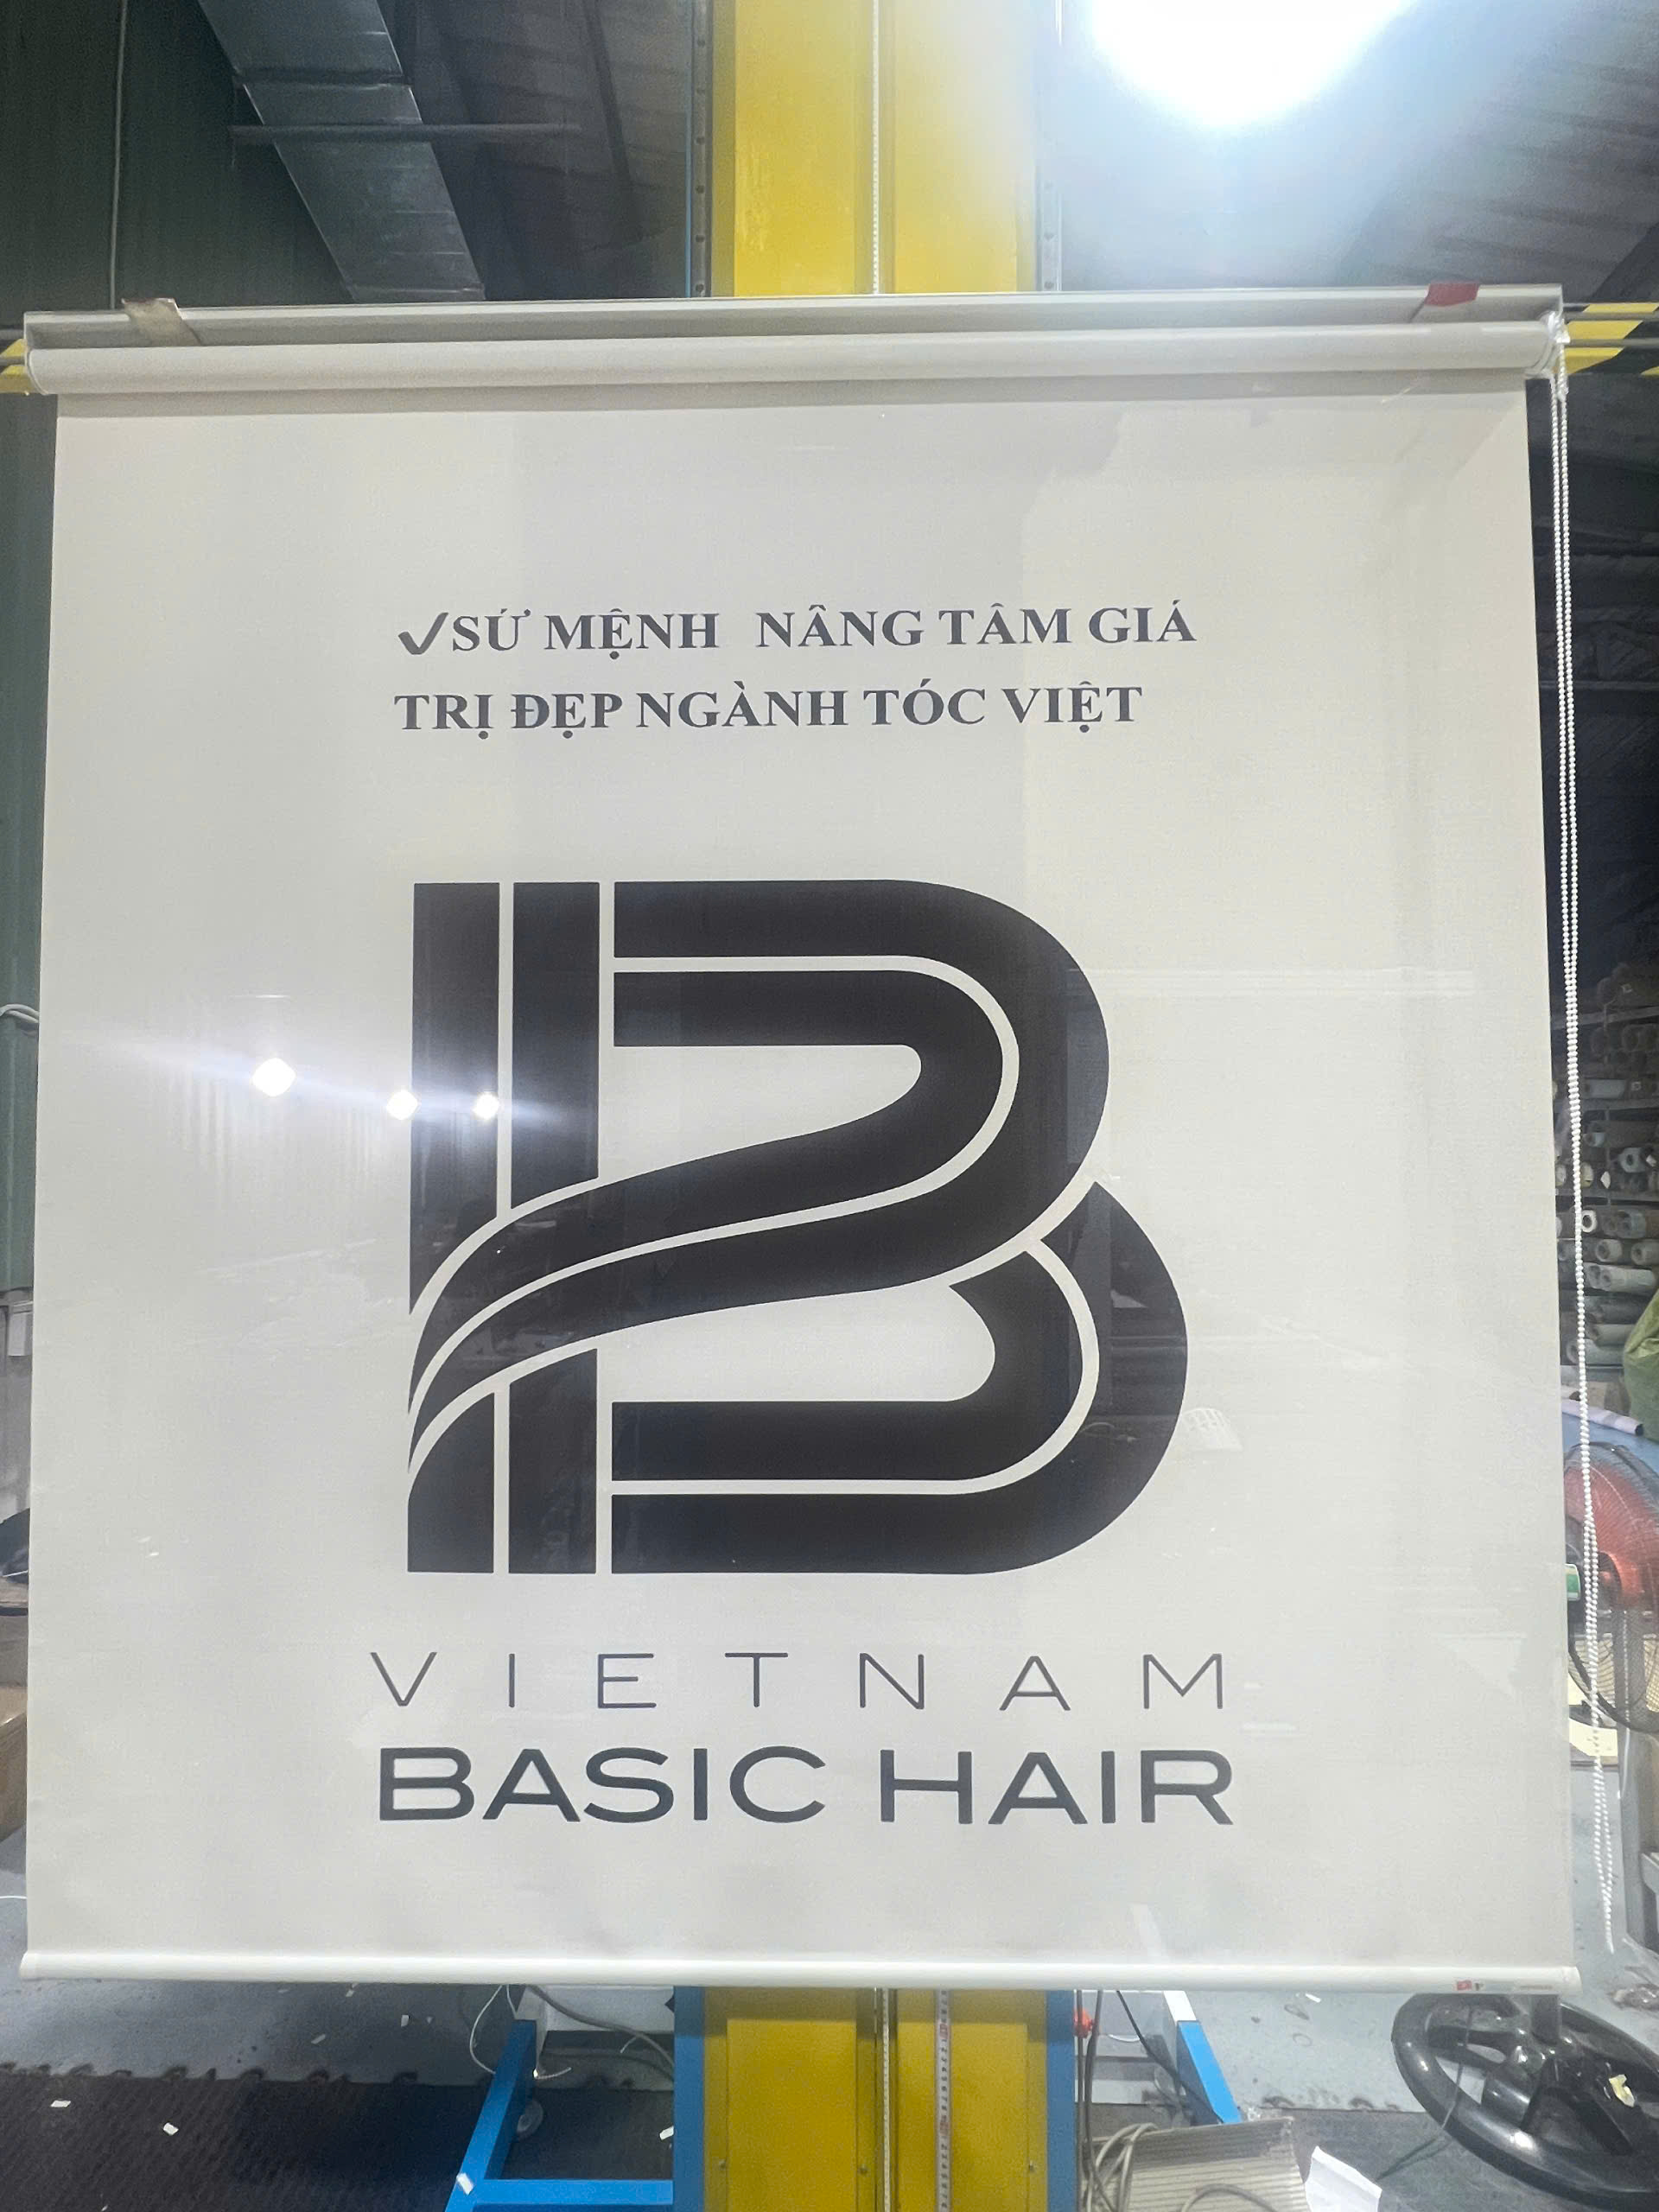 ✓SỨ MỆNH NÂNG TÂM GIÁ
TRỊ ĐẸP NGÀNH TÓC VIỆT
B
VIETNAM
BASIC HAIR